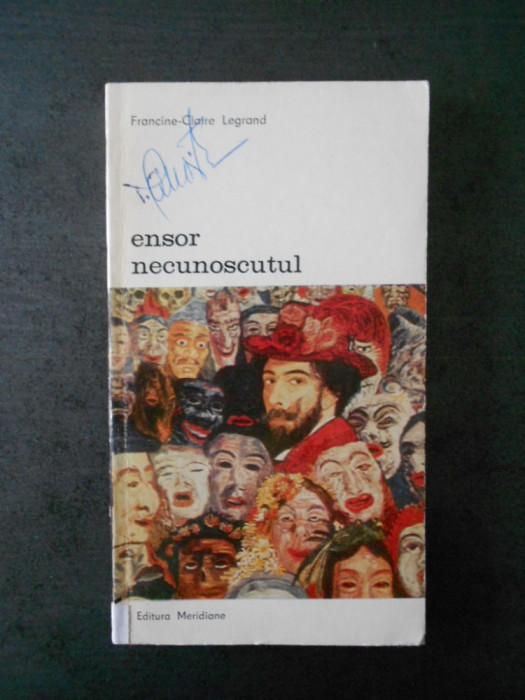 Francine-Claire Legrand
ensor
necunoscutul
Editura Meridiane